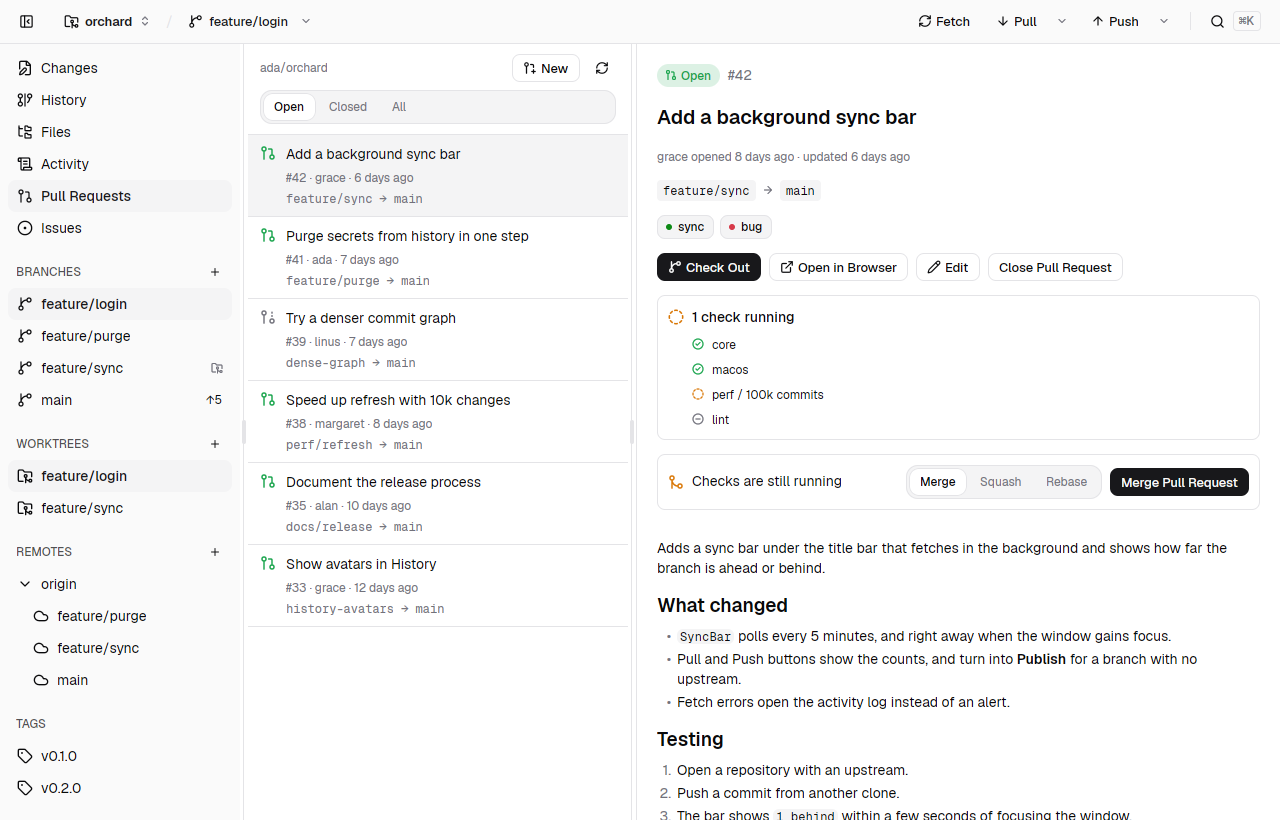 orchard / feature/login
Fetch Pull Push ⌘K
Changes
History
Files
Activity
Pull Requests
Issues
BRANCHES
feature/login
feature/purge
feature/sync
main ↑5
WORKTREES
feature/login
feature/sync
REMOTES
origin
feature/purge
feature/sync
main
TAGS
v0.1.0
v0.2.0
ada/orchard New
Open Closed All
Add a background sync bar
#42 · grace · 6 days ago
feature/sync → main
Purge secrets from history in one step
#41 · ada · 7 days ago
feature/purge → main
Try a denser commit graph
#39 · linus · 7 days ago
dense-graph → main
Speed up refresh with 10k changes
#38 · margaret · 8 days ago
perf/refresh → main
Document the release process
#35 · alan · 10 days ago
docs/release → main
Show avatars in History
#33 · grace · 12 days ago
history-avatars → main
Open #42
Add a background sync bar
grace opened 8 days ago · updated 6 days ago
feature/sync → main
sync bug
Check Out Open in Browser Edit Close Pull Request
1 check running
core
macos
perf / 100k commits
lint
Checks are still running Merge Squash Rebase Merge Pull Request
Adds a sync bar under the title bar that fetches in the background and shows how far the
branch is ahead or behind.
What changed
• SyncBar polls every 5 minutes, and right away when the window gains focus.
• Pull and Push buttons show the counts, and turn into Publish for a branch with no
upstream.
• Fetch errors open the activity log instead of an alert.
Testing
1. Open a repository with an upstream.
2. Push a commit from another clone.
3. The bar shows 1 behind within a few seconds of focusing the window.